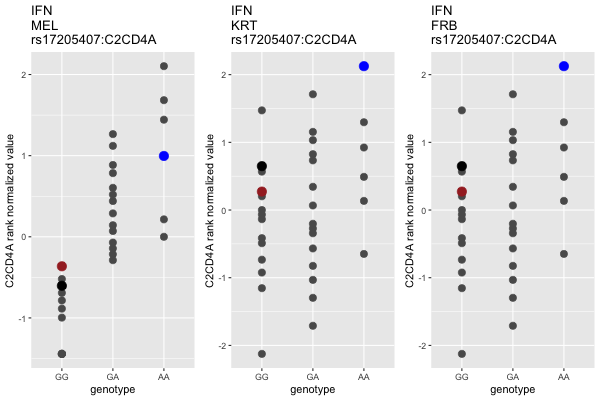 IFN
MEL
rs17205407:C2CD4A
C2CD4A rank normalized value
2
1
0
-1
GG GA AA
genotype
IFN
KRT
rs17205407:C2CD4A
C2CD4A rank normalized value
2
1
0
-1
-2
GG GA AA
genotype
IFN
FRB
rs17205407:C2CD4A
C2CD4A rank normalized value
2
1
0
-1
-2
GG GA AA
genotype